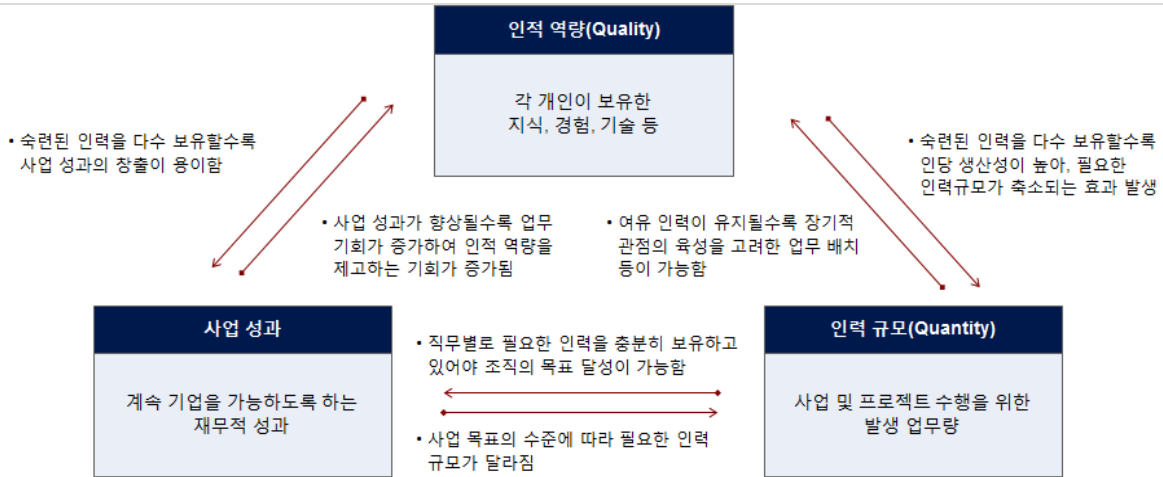 인적 역량(Quality)
각 개인이 보유한
지식, 경험, 기술 등
• 숙련된 인력을 다수 보유할수록
사업 성과의 창출이 용이함
• 숙련된 인력을 다수 보유할수록
인당 생산성이 높아, 필요한
인력규모가 축소되는 효과 발생
• 사업 성과가 향상될수록 업무
기회가 증가하여 인적 역량을
제고하는 기회가 증가됨
• 여유 인력이 유지될수록 장기적
관점의 육성을 고려한 업무 배치
등이 가능함
사업 성과
계속 기업을 가능하도록 하는
재무적 성과
• 직무별로 필요한 인력을 충분히 보유하고
있어야 조직의 목표 달성이 가능함
• 사업 목표의 수준에 따라 필요한 인력
규모가 달라짐
인력 규모(Quantity)
사업 및 프로젝트 수행을 위한
발생 업무량